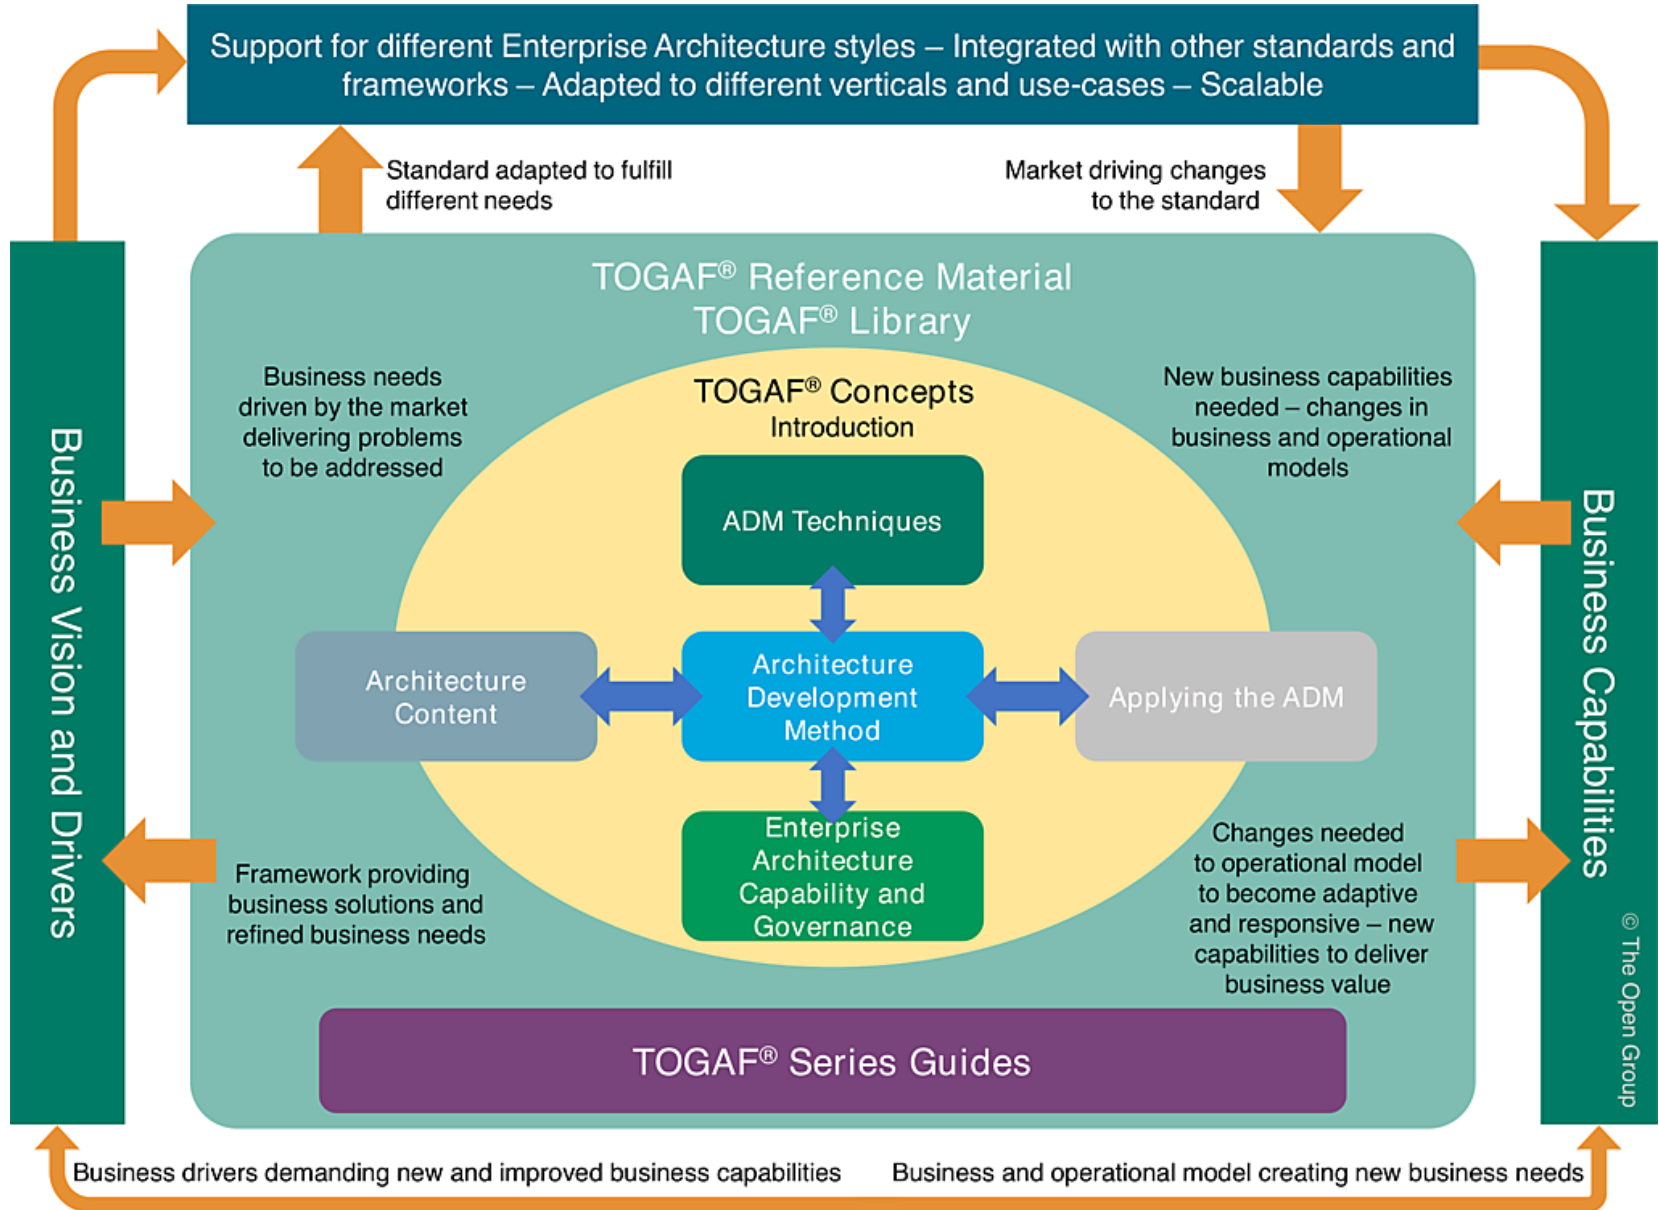 Support for different Enterprise Architecture styles – Integrated with other standards and
frameworks – Adapted to different verticals and use-cases – Scalable
Standard adapted to fulfill
different needs
Market driving changes
to the standard
TOGAF® Reference Material
TOGAF® Library
Business needs
driven by the market
delivering problems
to be addressed
TOGAF® Concepts
Introduction
New business capabilities
needed – changes in
business and operational
models
Business Vision and Drivers
ADM Techniques
Business Capabilities
Architecture
Content
Architecture
Development
Method
Applying the ADM
Framework providing
business solutions and
refined business needs
Enterprise
Architecture
Capability and
Governance
Changes needed
to operational model
to become adaptive
and responsive – new
capabilities to deliver
business value
© The Open Group
TOGAF® Series Guides
Business drivers demanding new and improved business capabilities
Business and operational model creating new business needs